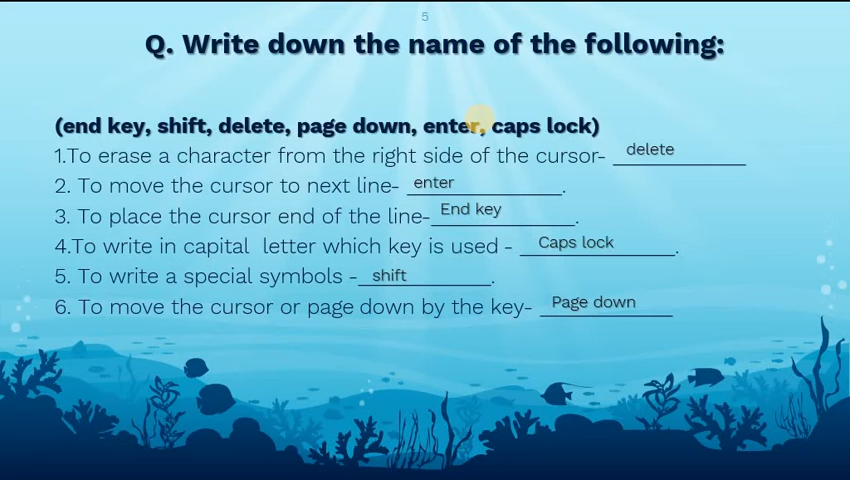 5
Q. Write down the name of the following:
(end key, shift, delete, page down, enter, caps lock)
1.To erase a character from the right side of the cursor- delete
2. To move the cursor to next line- enter.
3. To place the cursor end of the line- End key.
4.To write in capital letter which key is used - Caps lock.
5. To write a special symbols - shift.
6. To move the cursor or page down by the key- Page down